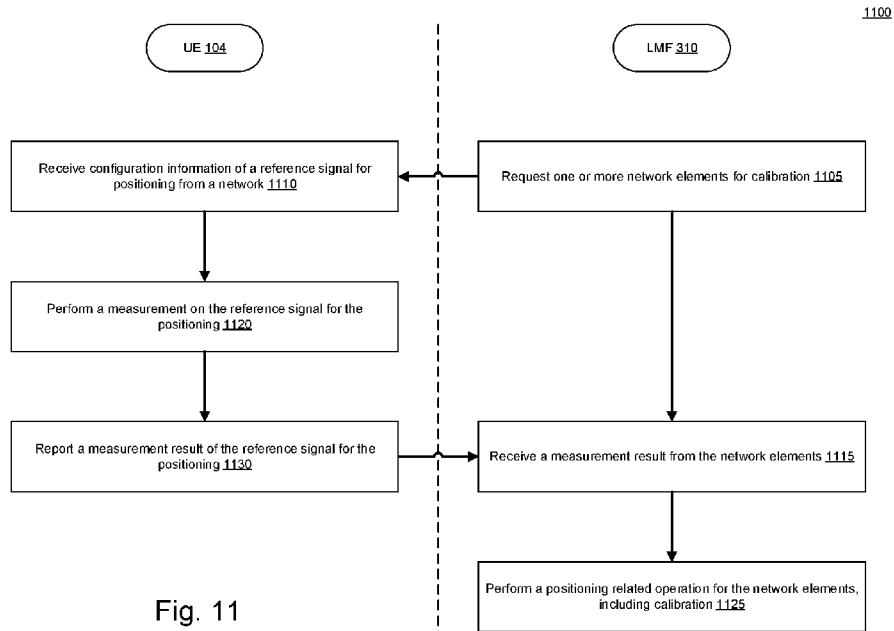 1100
UE 104
LMF 310
Receive configuration information of a reference signal for
positioning from a network 1110
Request one or more network elements for calibration 1105
Perform a measurement on the reference signal for the
positioning 1120
Report a measurement result of the reference signal for the
positioning 1130
Receive a measurement result from the network elements 1115
Perform a positioning related operation for the network elements,
including calibration 1125
Fig. 11